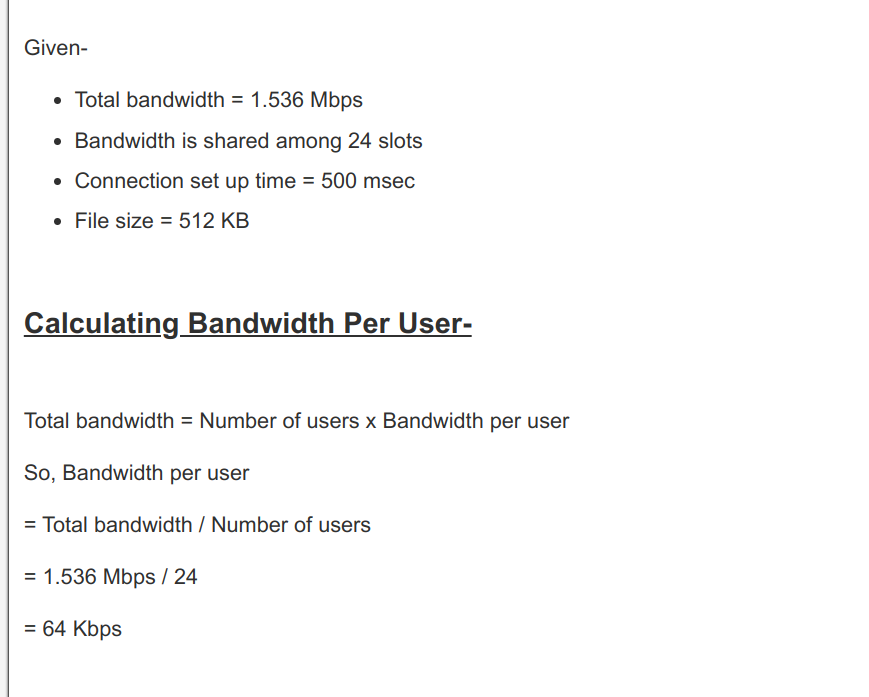 Given-
• Total bandwidth = 1.536 Mbps
• Bandwidth is shared among 24 slots
• Connection set up time = 500 msec
• File size = 512 KB
Calculating Bandwidth Per User-
Total bandwidth = Number of users x Bandwidth per user
So, Bandwidth per user
= Total bandwidth / Number of users
= 1.536 Mbps / 24
= 64 Kbps